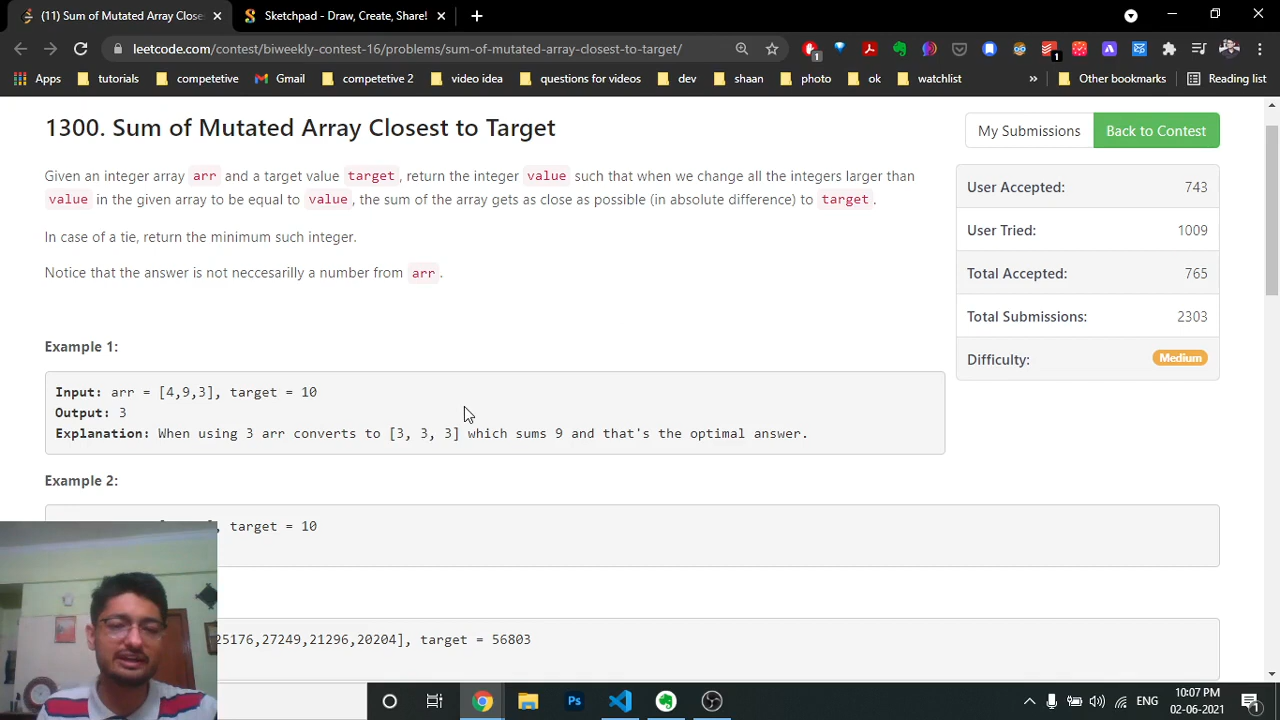 (11) Sum of Mutated Array Close
Sketchpad - Draw, Create, Share!
leetcode.com/contest/biweekly-contest-16/problems/sum-of-mutated-array-closest-to-target/
1
1
Apps
tutorials
competetive
Gmail
competetive 2
video idea
questions for videos
dev
shaan
photo
ok
watchlist
»
Other bookmarks
Reading list
1300. Sum of Mutated Array Closest to Target
My Submissions
Back to Contest
Given an integer array arr and a target value target, return the integer value such that when we change all the integers larger than
value in the given array to be equal to value, the sum of the array gets as close as possible (in absolute difference) to target.
In case of a tie, return the minimum such integer.
Notice that the answer is not neccesarilly a number from arr.
User Accepted: 743
User Tried: 1009
Total Accepted: 765
Total Submissions: 2303
Difficulty: Medium
Example 1:
Input: arr = [4,9,3], target = 10
Output: 3
Explanation: When using 3 arr converts to [3, 3, 3] which sums 9 and that's the optimal answer.
Example 2:
target = 10
25176,27249,21296,20204], target = 56803
Ps
ENG
10:07 PM
02-06-2021
1